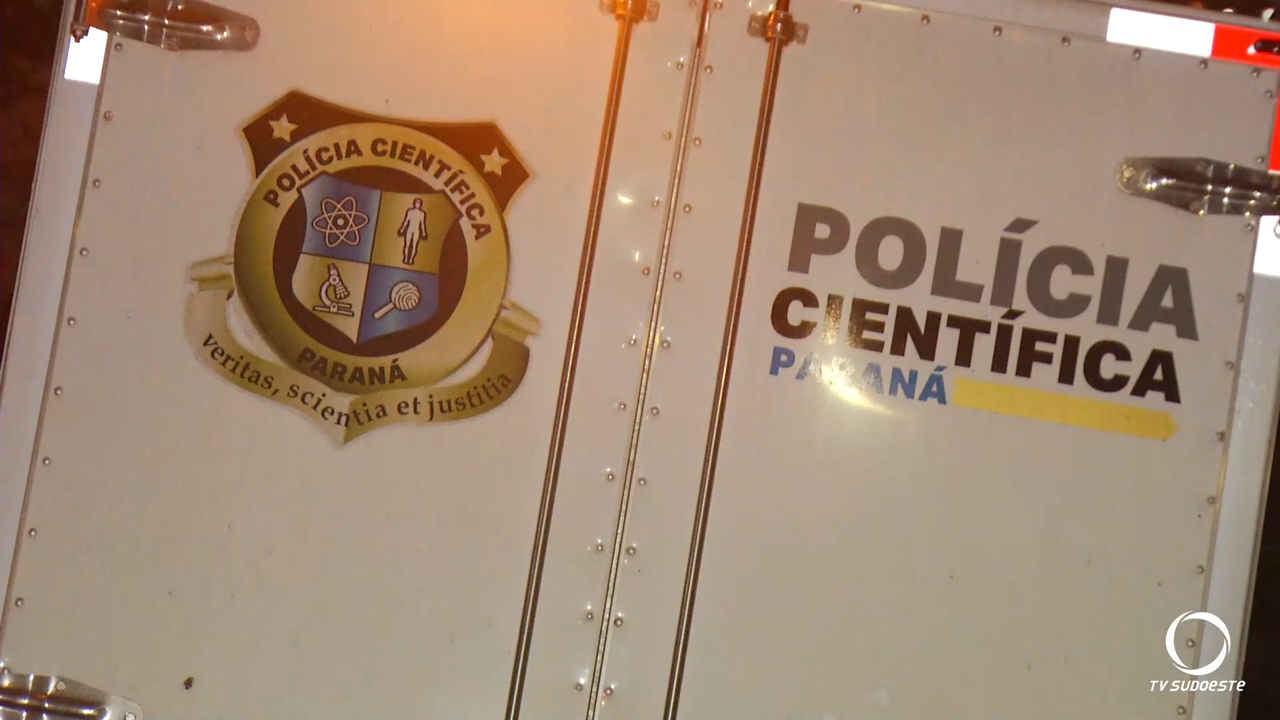 POLÍCIA CIENTÍFICA
PARANÁ
veritas, scientia et justitia
POLÍCIA
CIENTÍFICA
PARANÁ
TV SUDOESTE